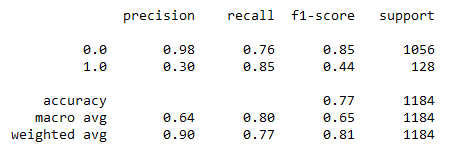 precision recall f1-score support
0.0 0.98 0.76 0.85 1056
1.0 0.30 0.85 0.44 128
accuracy 0.77 1184
macro avg 0.64 0.80 0.65 1184
weighted avg 0.90 0.77 0.81 1184